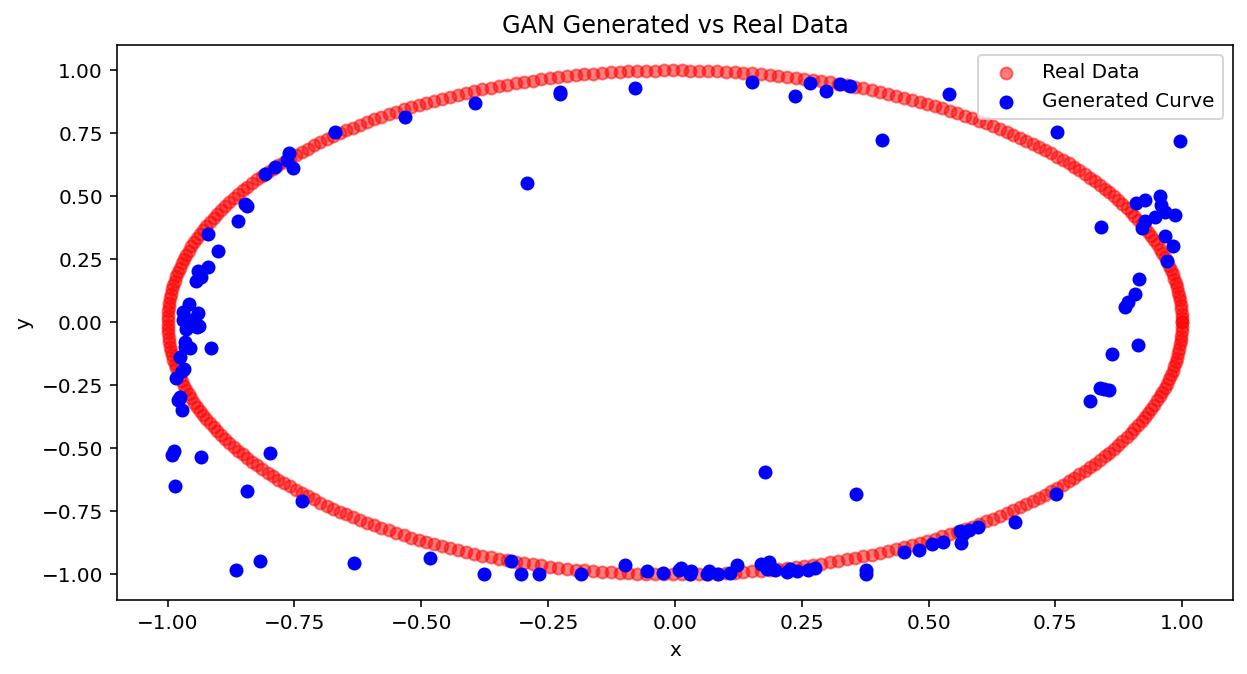 GAN Generated vs Real Data
Real Data
Generated Curve
1.00
0.75
0.50
0.25
0.00
−0.25
−0.50
−0.75
−1.00
y
−1.00 −0.75 −0.50 −0.25 0.00 0.25 0.50 0.75 1.00
x